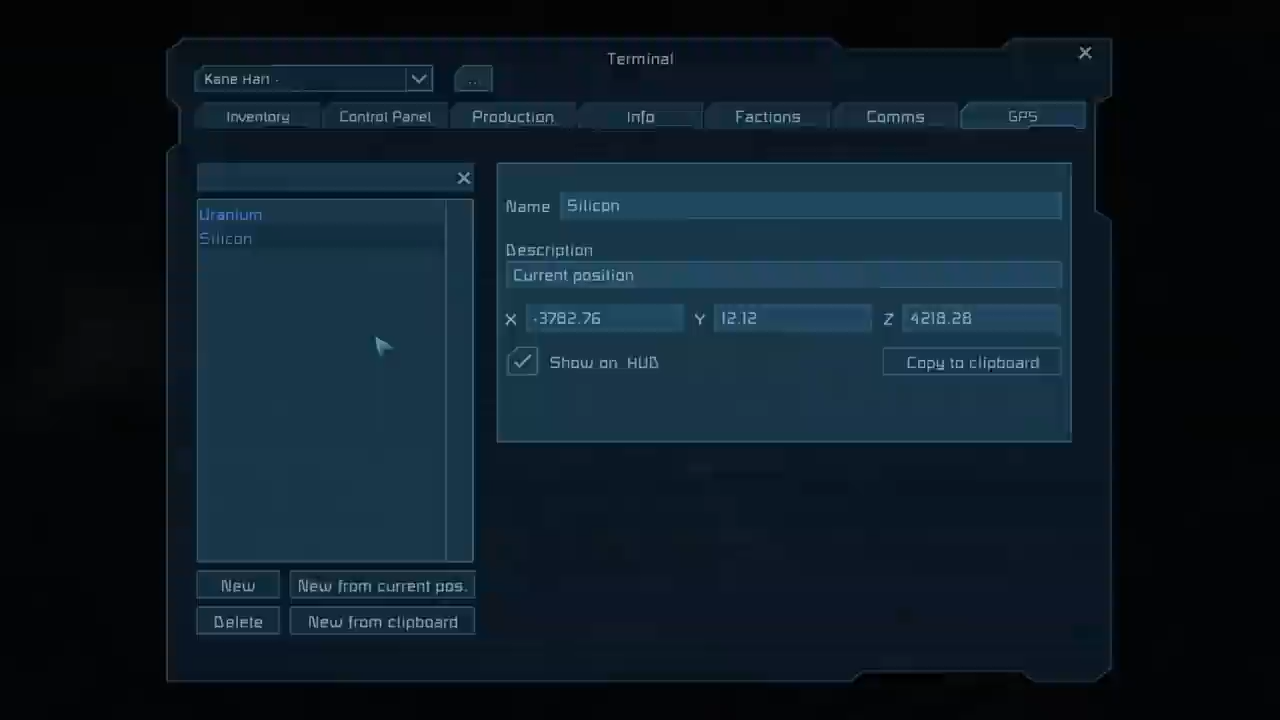 Terminal
Kane Hart -
...
Inventory Control Panel Production Info Factions Comms GPS
Uranium
Silicon
Name Silicon
Description
Current position
X -3782.76 Y 12.12 Z 4218.28
Show on HUD Copy to clipboard
New New from current pos.
Delete New from clipboard